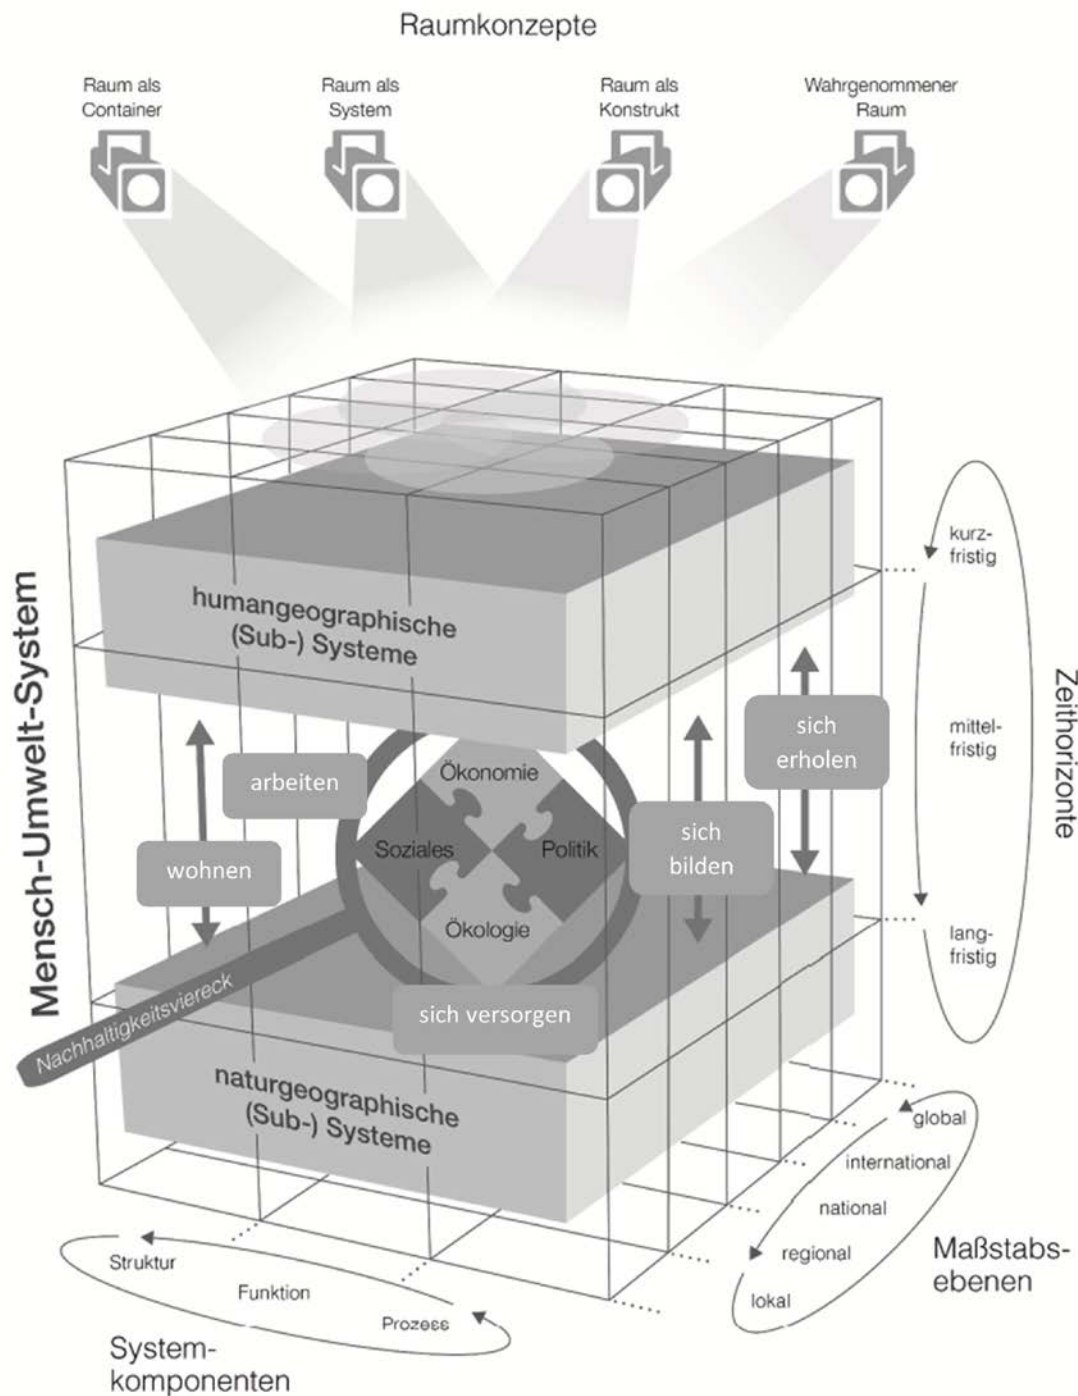 Raumkonzepte
Raum als
Container
Raum als
System
Raum als
Konstrukt
Wahrgenommener
Raum
Mensch-Umwelt-System
humangeographische
(Sub-) Systeme
kurz-
fristig
mittel-
fristig
lang-
fristig
Zeithorizonte
sich
erholen
arbeiten
Ökonomie
Soziales
Politik
Ökologie
sich
bilden
wohnen
Nachhaltigkeitsviereck
sich versorgen
naturgeographische
(Sub-) Systeme
global
international
national
regional
lokal
Maßstabs-
ebenen
Struktur
Funktion
Prozess
System-
komponenten